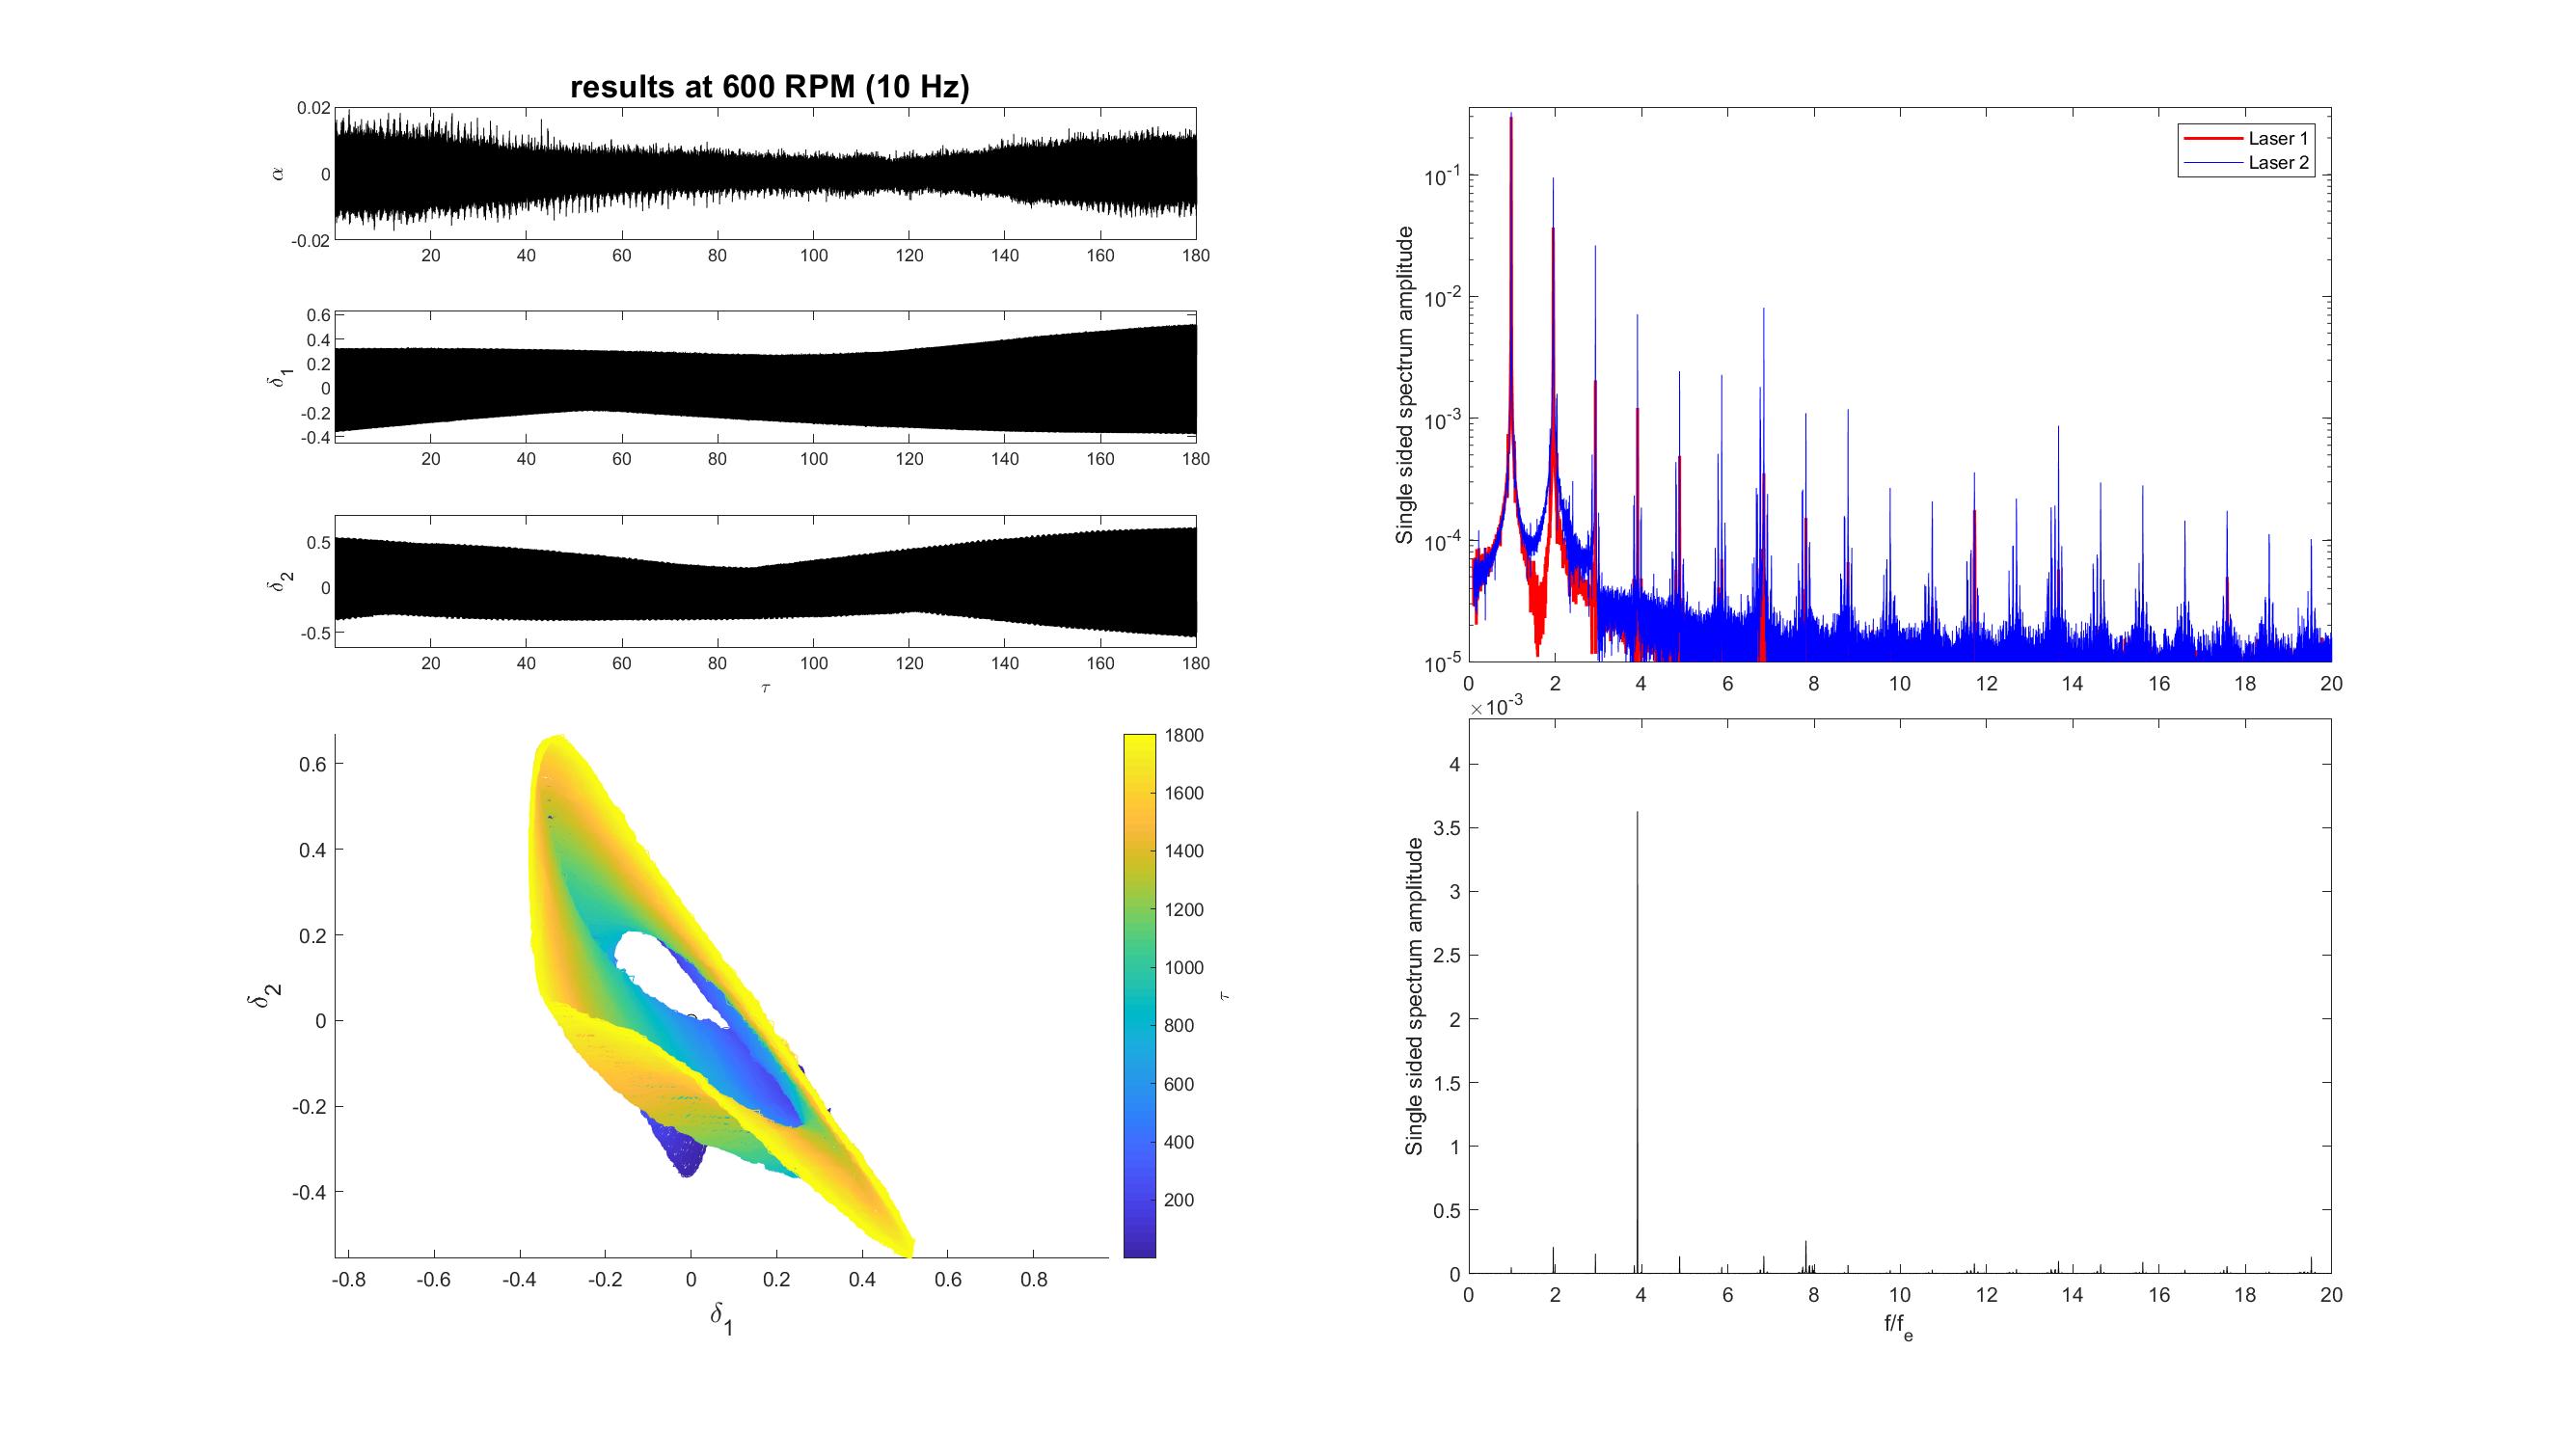 results at 600 RPM (10 Hz)
0.02
0
-0.02
α
20 40 60 80 100 120 140 160 180
0.6
0.4
0.2
0
-0.2
-0.4
δ1
20 40 60 80 100 120 140 160 180
0.5
0
-0.5
δ2
20 40 60 80 100 120 140 160 180
τ
0.6
0.4
0.2
0
-0.2
-0.4
δ2
-0.8 -0.6 -0.4 -0.2 0 0.2 0.4 0.6 0.8
δ1
1800
1600
1400
1200
1000
800
600
400
200
τ
Laser 1
Laser 2
10-1
10-2
10-3
10-4
10-5
Single sided spectrum amplitude
0 2 4 6 8 10 12 14 16 18 20
×10-3
4
3.5
3
2.5
2
1.5
1
0.5
0
Single sided spectrum amplitude
0 2 4 6 8 10 12 14 16 18 20
f/fe